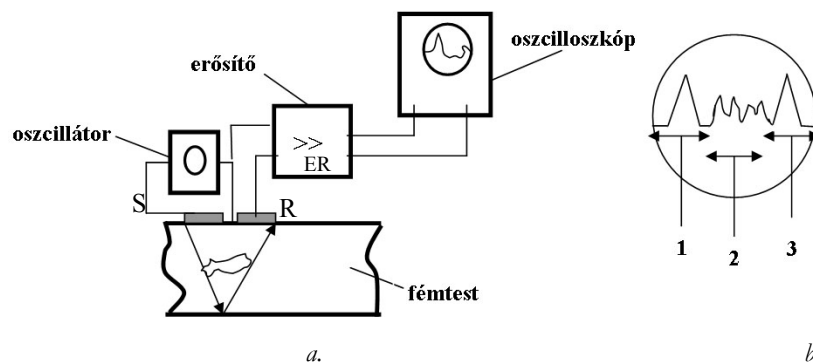 oszcilloszkóp
erősítő
oszcillátor
>>
ER
S
R
fémtest
1
2
3
a.
b